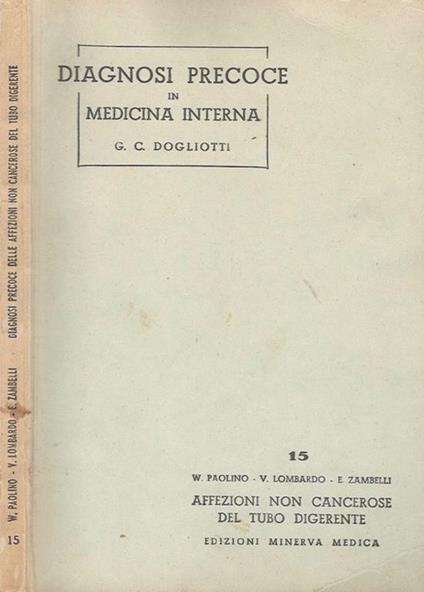 DIAGNOSI PRECOCE
IN
MEDICINA INTERNA
G. C. DOGLIOTTI
15
W. PAOLINO - V. LOMBARDO - E. ZAMBELLI
AFFEZIONI NON CANCEROSE
DEL TUBO DIGERENTE
EDIZIONI MINERVA MEDICA
15 W. PAOLINO - V. LOMBARDO - E. ZAMBELLI DIAGNOSI PRECOCE DELLE AFFEZIONI NON CANCEROSE DEL TUBO DIGERENTE